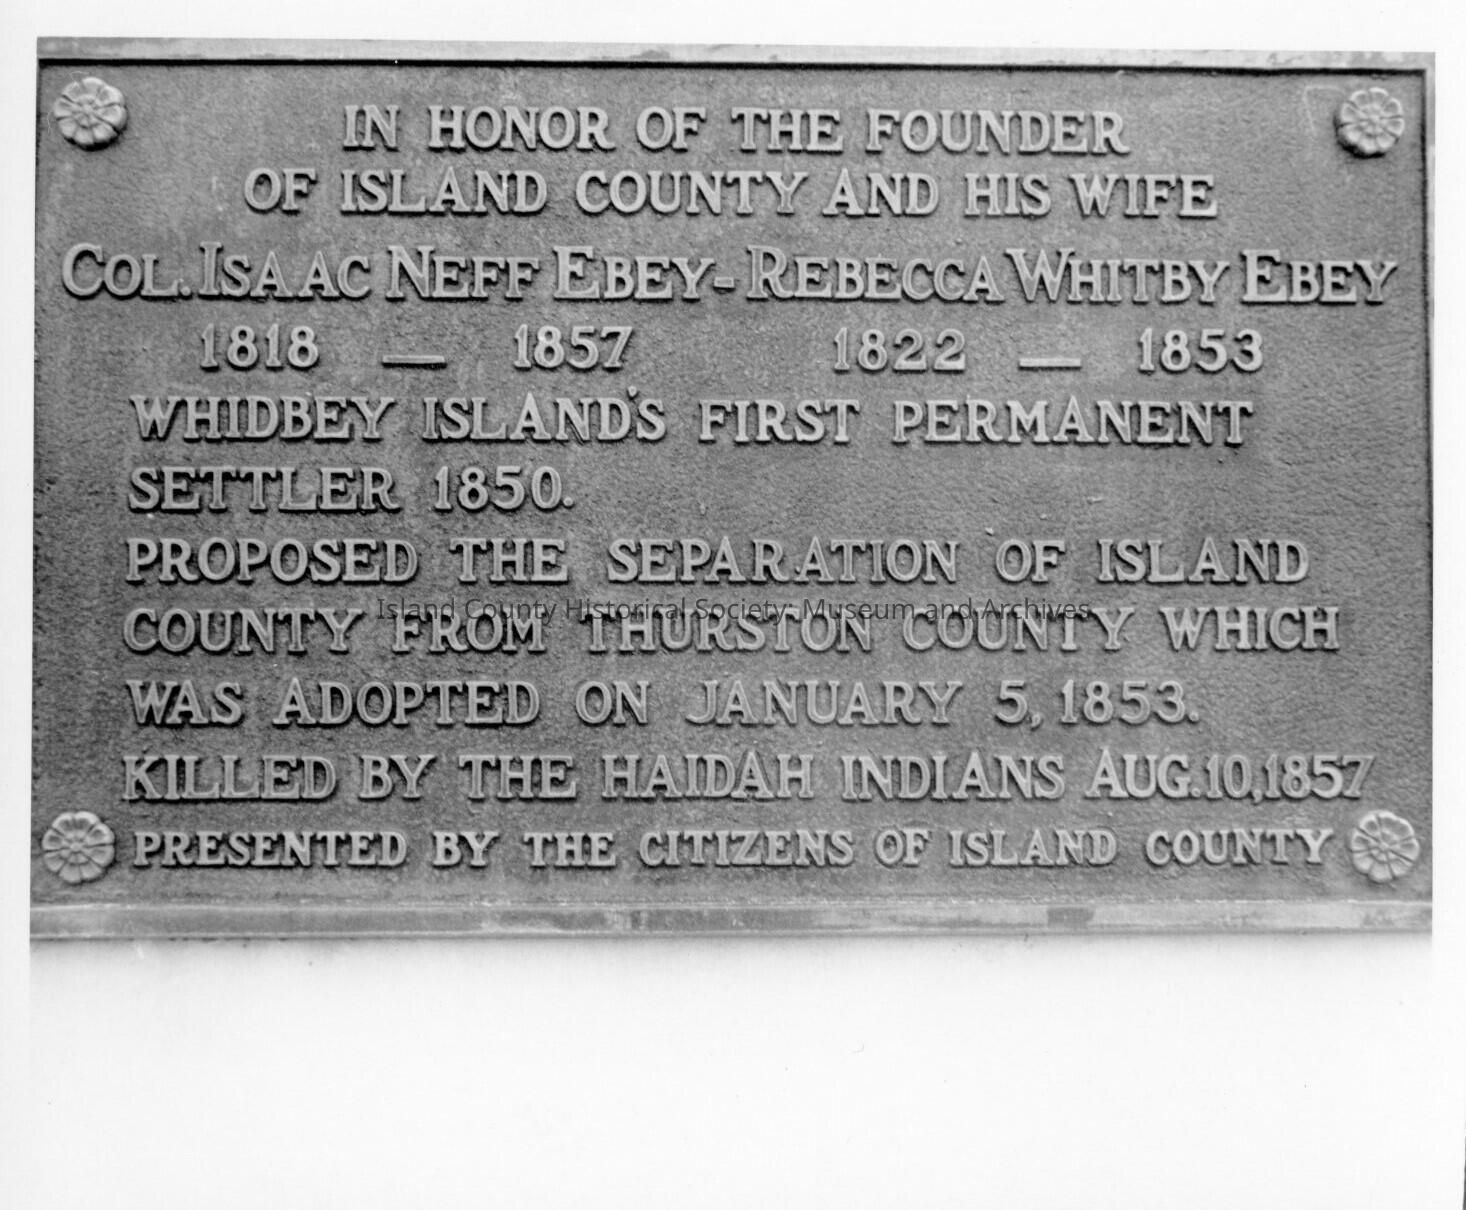 IN HONOR OF THE FOUNDER
OF ISLAND COUNTY AND HIS WIFE
COL. ISAAC NEFF EBEY-REBECCA WHITBY EBEY
1818 — 1857 1822 — 1853
WHIDBEY ISLAND'S FIRST PERMANENT
SETTLER 1850.
PROPOSED THE SEPARATION OF ISLAND
Island County Historical Society: Museum and Archives
COUNTY FROM THURSTON COUNTY WHICH
WAS ADOPTED ON JANUARY 5, 1853.
KILLED BY THE HAIDAH INDIANS AUG.10,1857
PRESENTED BY THE CITIZENS OF ISLAND COUNTY